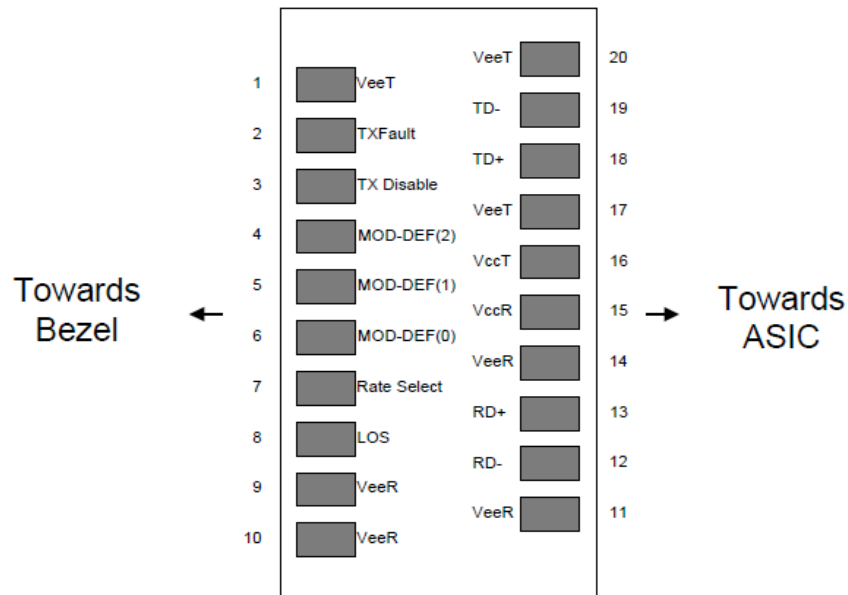 VeeT 20
1 VeeT
TD- 19
2 TXFault
TD+ 18
3 TX Disable
VeeT 17
4 MOD-DEF(2)
VccT 16
5 MOD-DEF(1)
Towards
Bezel
VccR 15
Towards
ASIC
6 MOD-DEF(0)
VeeR 14
7 Rate Select
RD+ 13
8 LOS
RD- 12
9 VeeR
VeeR 11
10 VeeR